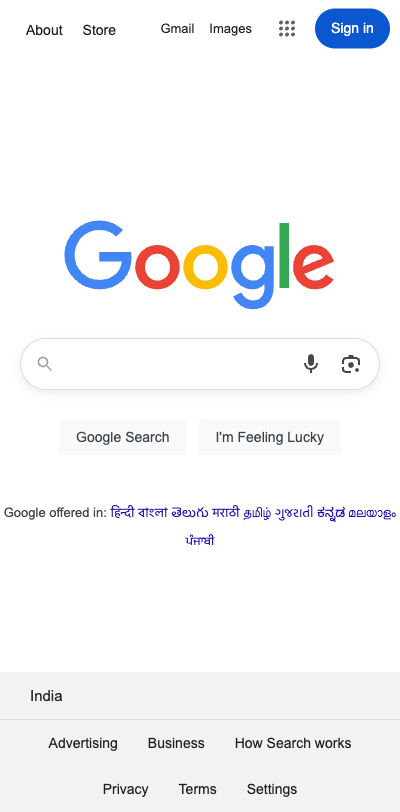 About Store Gmail Images Sign in
Google
Google Search I'm Feeling Lucky
Google offered in: हिन्दी বাংলা తెలుగు मराठी தமிழ் ગુજરાતી ಕನ್ನಡ മലയാളം
ਪੰਜਾਬੀ
India
Advertising Business How Search works
Privacy Terms Settings